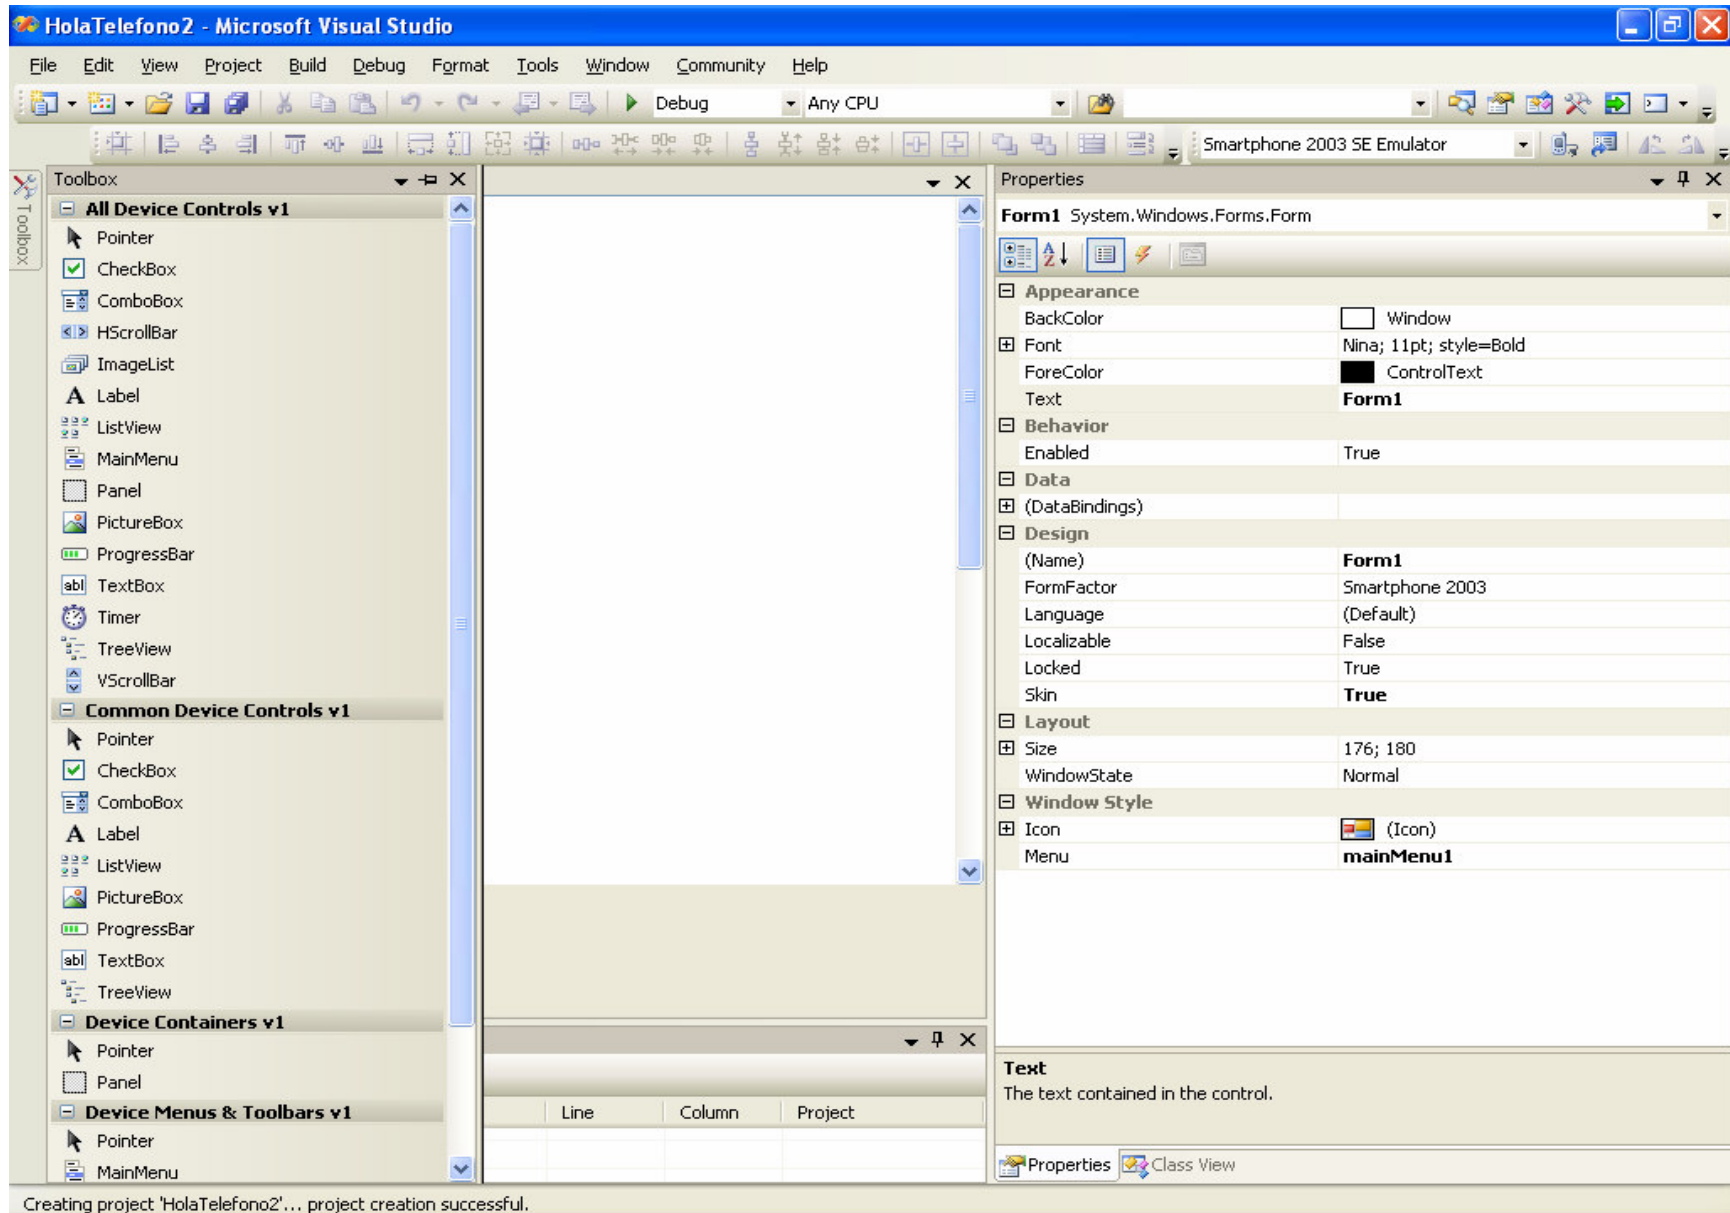 HolaTelefono2 - Microsoft Visual Studio
File Edit View Project Build Debug Format Tools Window Community Help
Debug Any CPU
Smartphone 2003 SE Emulator
Toolbox
Toolbox
All Device Controls v1
Pointer
CheckBox
ComboBox
HScrollBar
ImageList
Label
ListView
MainMenu
Panel
PictureBox
ProgressBar
TextBox
Timer
TreeView
VScrollBar
Common Device Controls v1
Pointer
CheckBox
ComboBox
Label
ListView
PictureBox
ProgressBar
TextBox
TreeView
Device Containers v1
Pointer
Panel
Device Menus & Toolbars v1
Pointer
MainMenu
Line Column Project
Properties
Form1 System.Windows.Forms.Form
Appearance
BackColor Window
Font Nina; 11pt; style=Bold
ForeColor ControlText
Text Form1
Behavior
Enabled True
Data
(DataBindings)
Design
(Name) Form1
FormFactor Smartphone 2003
Language (Default)
Localizable False
Locked True
Skin True
Layout
Size 176; 180
WindowState Normal
Window Style
Icon (Icon)
Menu mainMenu1
Text
The text contained in the control.
Properties Class View
Creating project 'HolaTelefono2'... project creation successful.